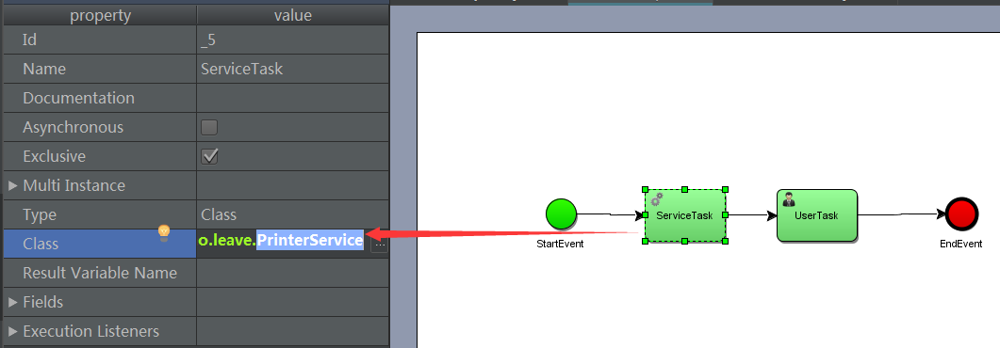 property value
Id _5
Name ServiceTask
Documentation
Asynchronous
Exclusive
Multi Instance
Type Class
Class o.leave.PrinterService ...
Result Variable Name
Fields
Execution Listeners
StartEvent
ServiceTask
UserTask
EndEvent